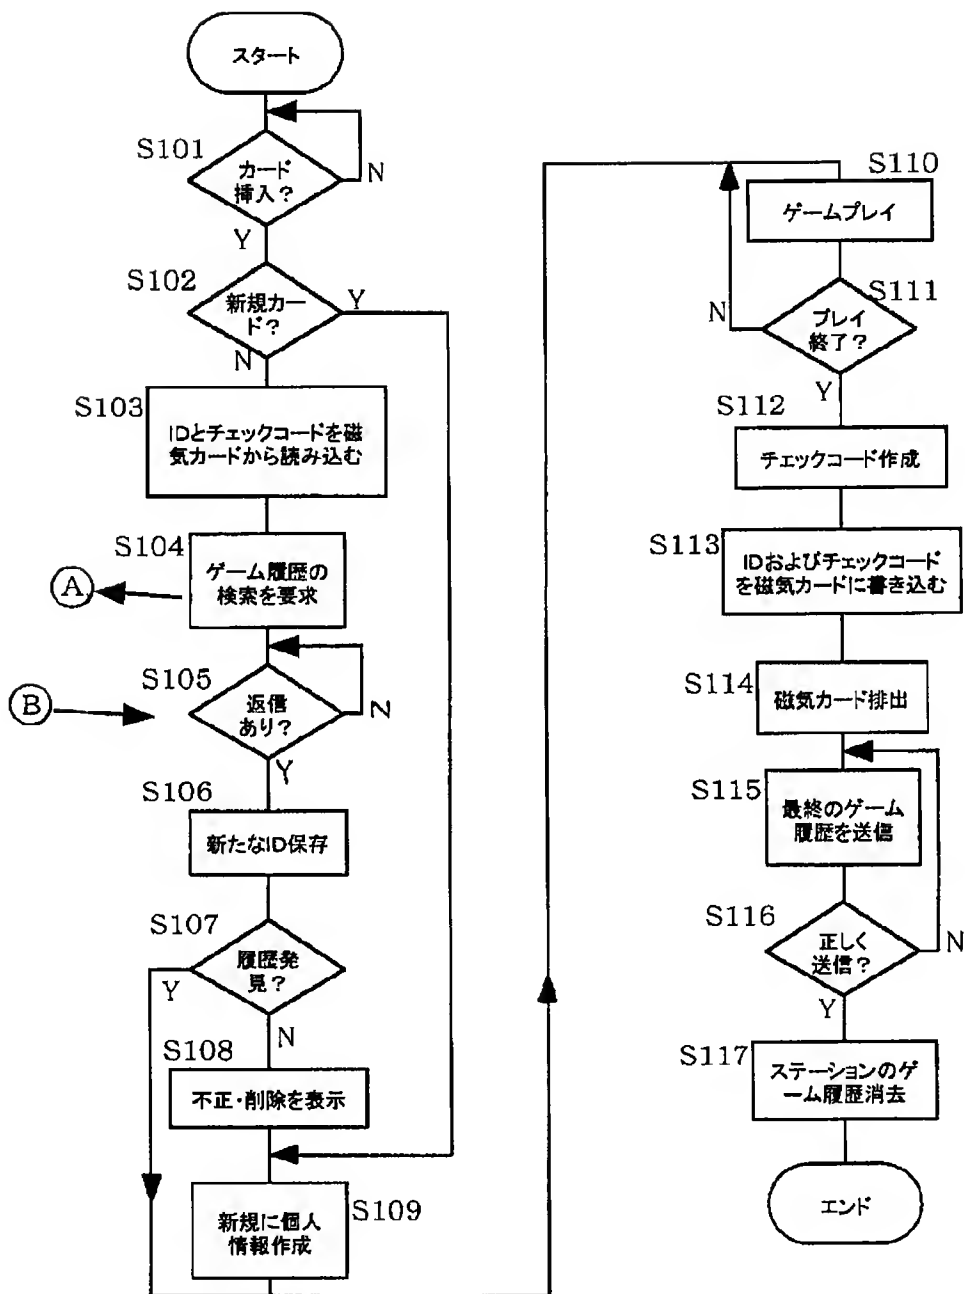 スタート
S101
カード
挿入？
N
Y
S102
新規カー
ド？
Y
N
S103
IDとチェックコードを磁
気カードから読み込む
S104
ゲーム履歴の
検索を要求
A
S105
返信
あり？
N
B
Y
S106
新たなID保存
S107
履歴発
見？
Y
N
S108
不正・削除を表示
S109
新規に個人
情報作成
S110
ゲームプレイ
S111
プレイ
終了？
N
Y
S112
チェックコード作成
S113
IDおよびチェックコード
を磁気カードに書き込む
S114
磁気カード排出
S115
最終のゲーム
履歴を送信
S116
正しく
送信？
N
Y
S117
ステーションのゲ
ーム履歴消去
エンド